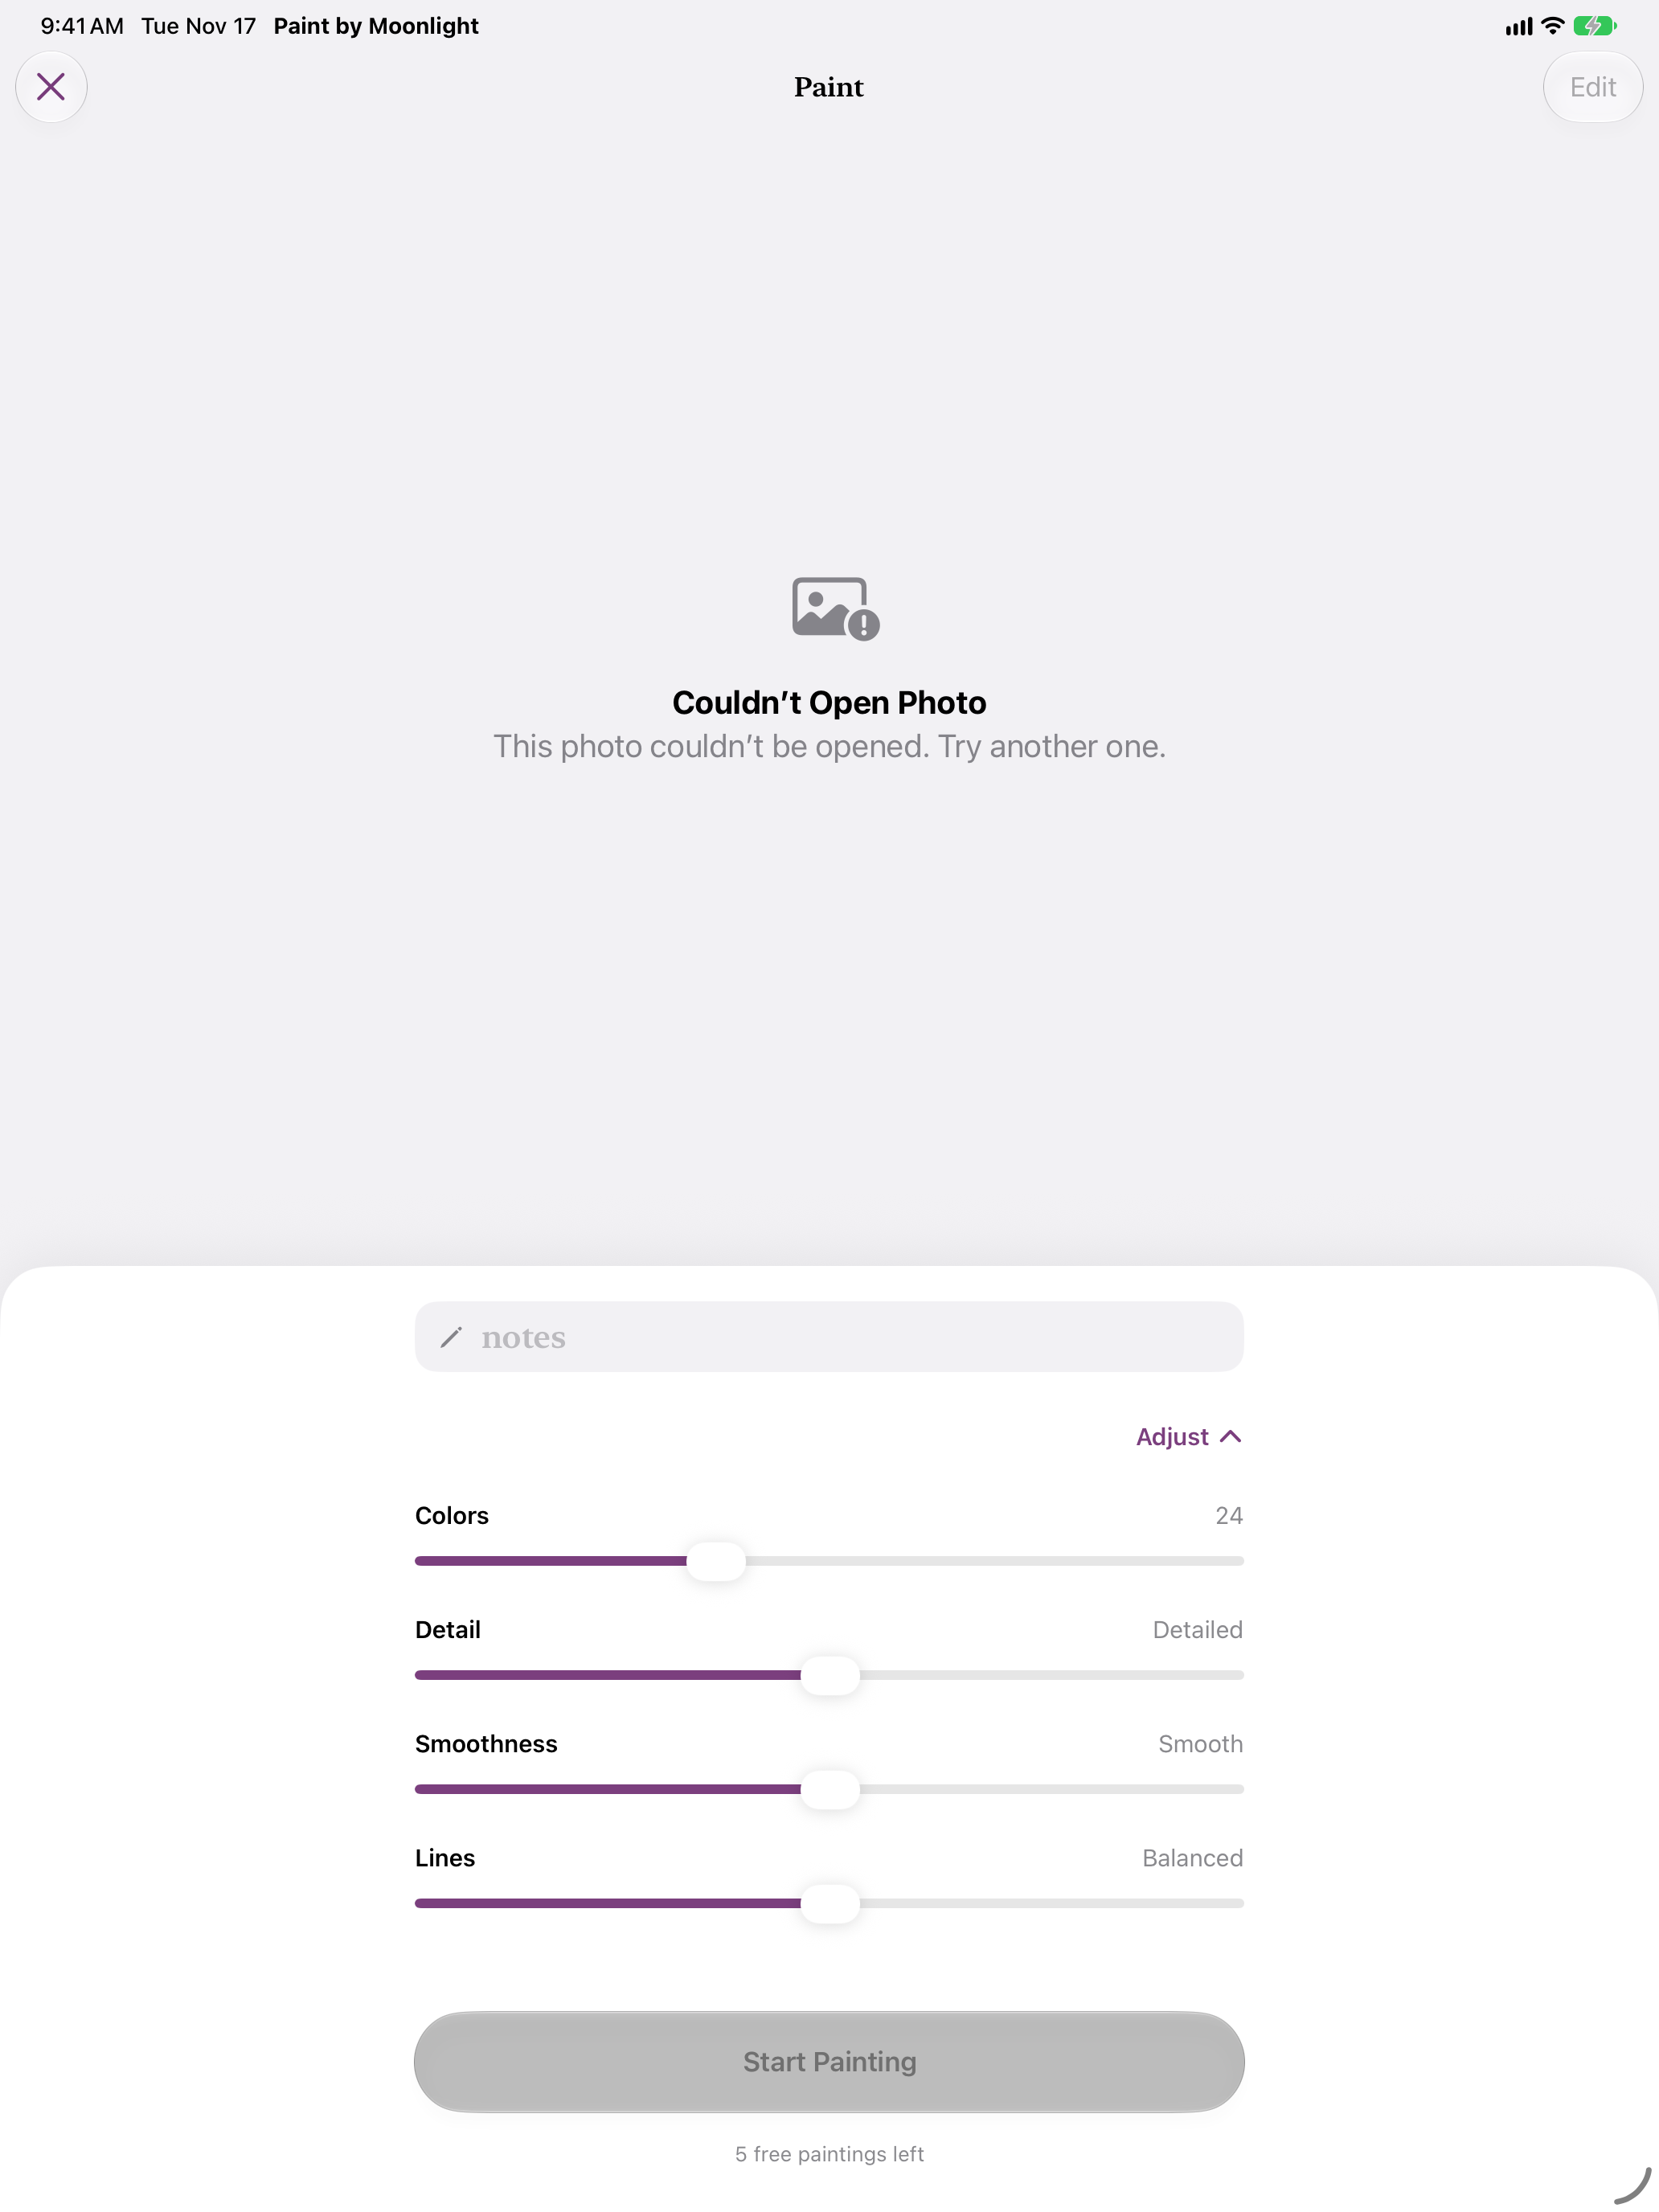 9:41 AM Tue Nov 17 Paint by Moonlight
Paint
Edit
Couldn’t Open Photo
This photo couldn’t be opened. Try another one.
notes
Adjust
Colors 24
Detail Detailed
Smoothness Smooth
Lines Balanced
Start Painting
5 free paintings left